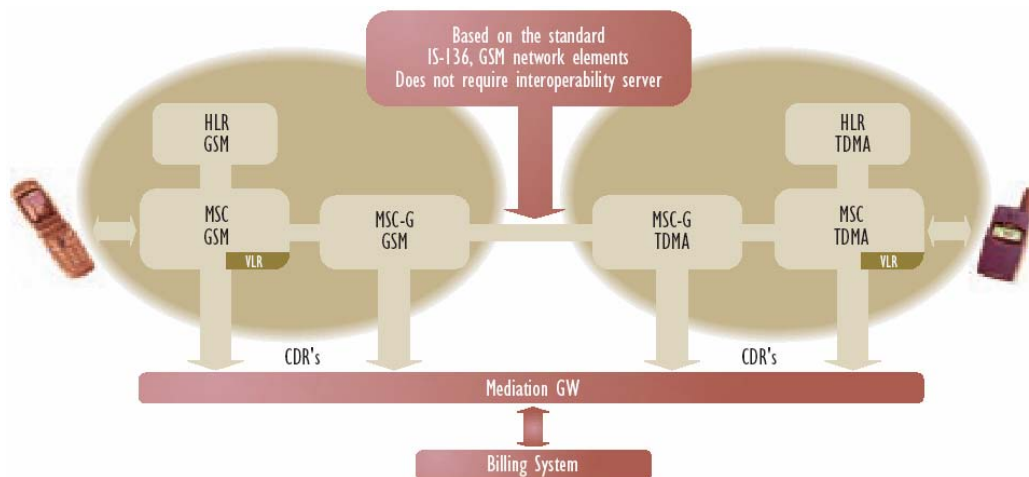 Based on the standard
IS-136, GSM network elements
Does not require interoperability server
HLR
GSM
HLR
TDMA
MSC
GSM
VLR
MSC-G
GSM
MSC-G
TDMA
MSC
TDMA
VLR
CDR's
CDR's
Mediation GW
Billing System